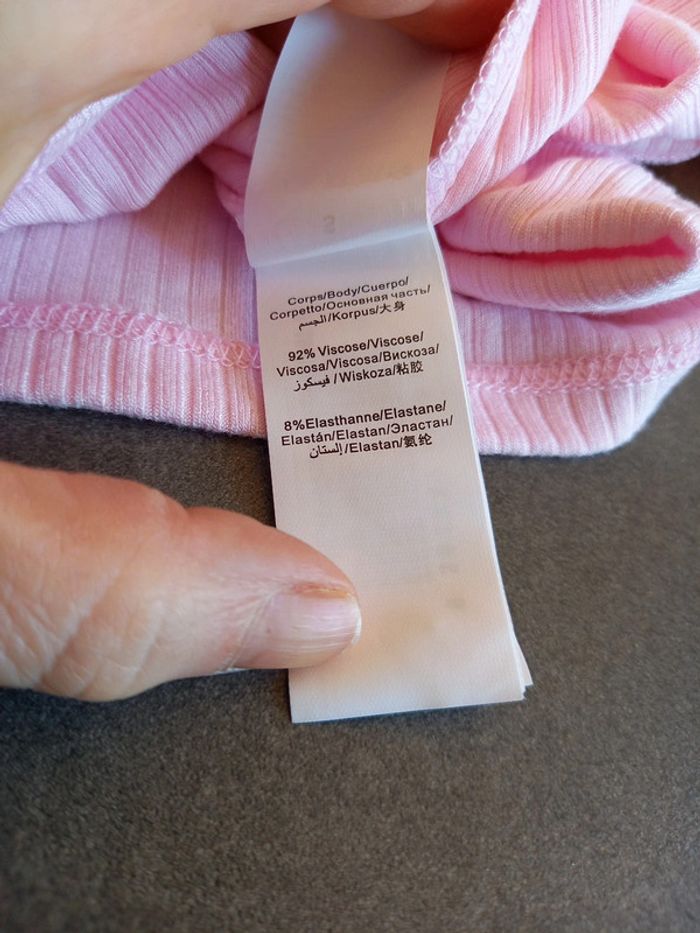 Corps/Body/Cuerpo/
Corpetto/Основная часть/
الجسم/Korpus/大身
92% Viscose/Viscose/
Viscosa/Viscosa/Вискоза/
فيسكوز/Wiskoza/粘胶
8%Elasthanne/Elastane/
Elastán/Elastan/Эластан/
إلستان/Elastan/氨纶